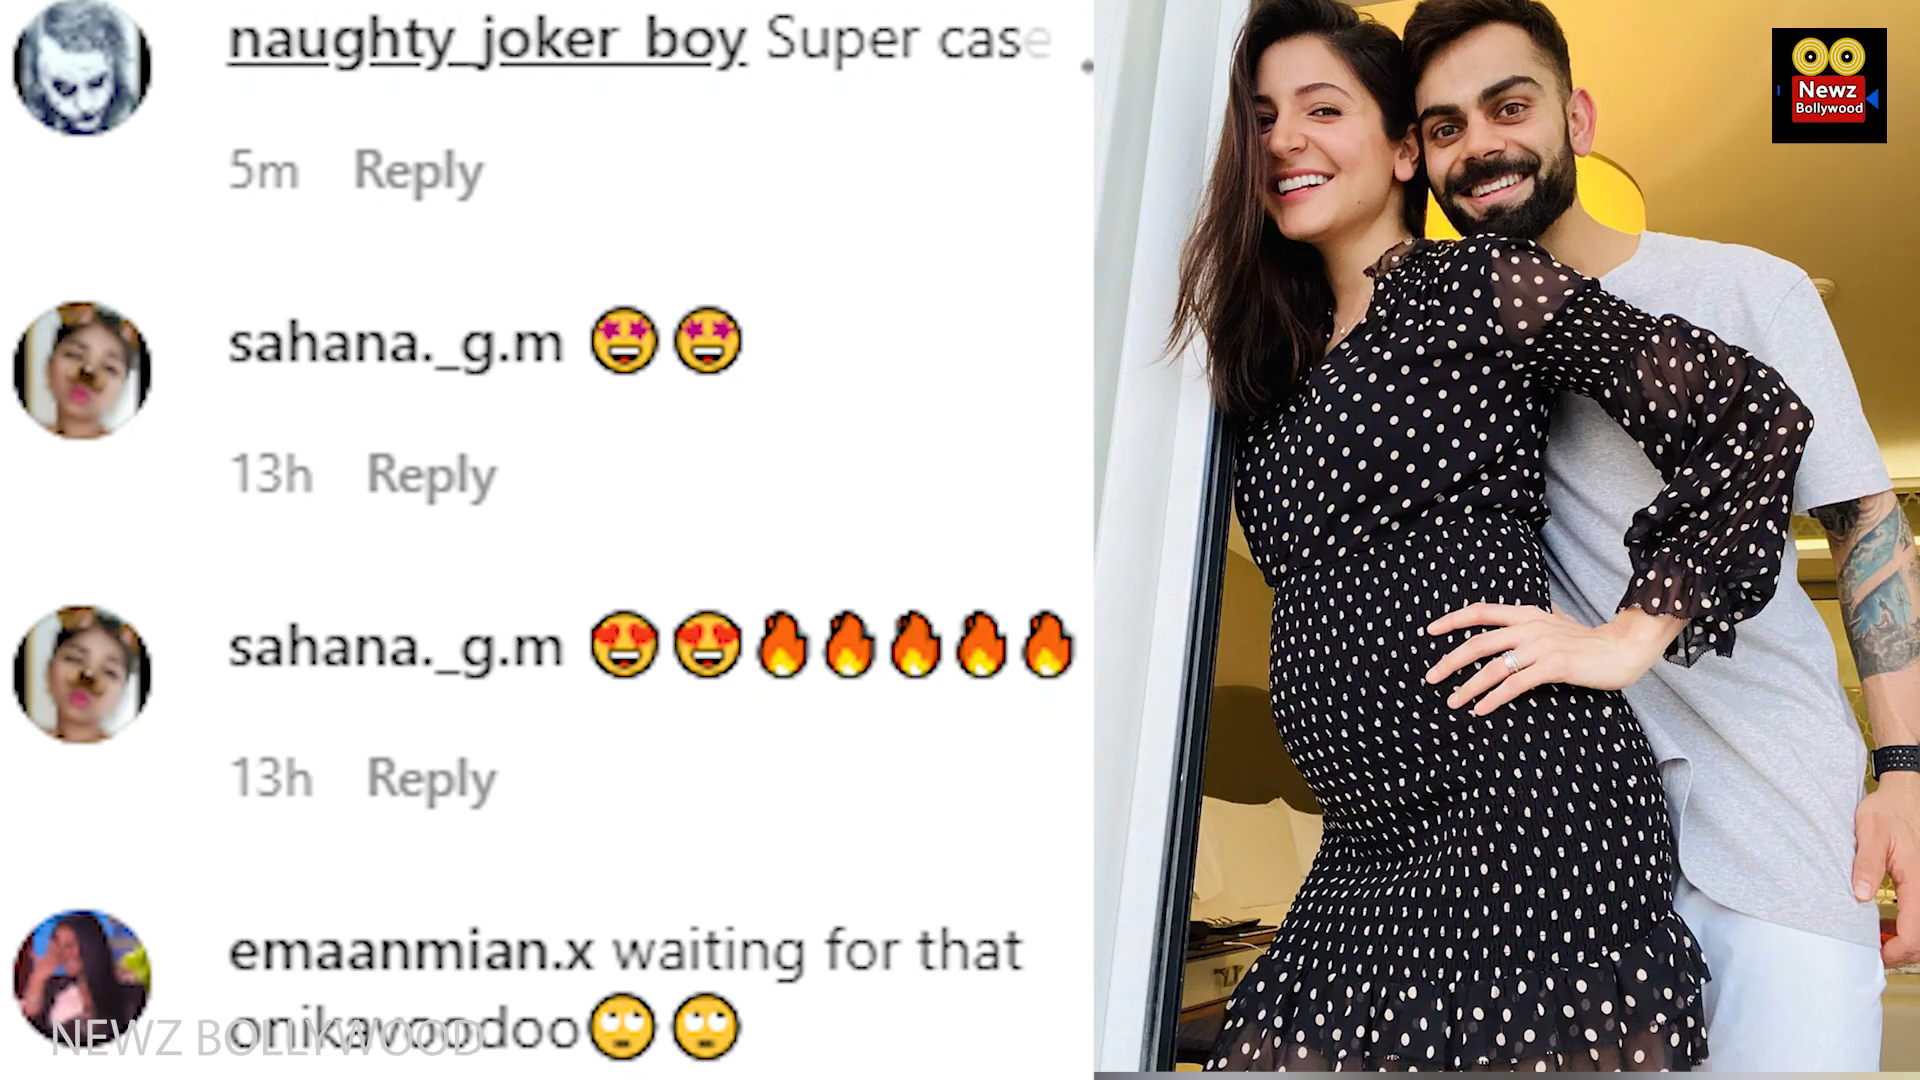 naughty_joker_boy Super case
5m Reply
sahana._g.m 🤩 🤩
13h Reply
sahana._g.m 😍 😍 🔥 🔥 🔥 🔥 🔥
13h Reply
emaanmian.x waiting for that
onikavoodoo 🙄 🙄
NEWZ BOLLYWOOD
Newz
Bollywood